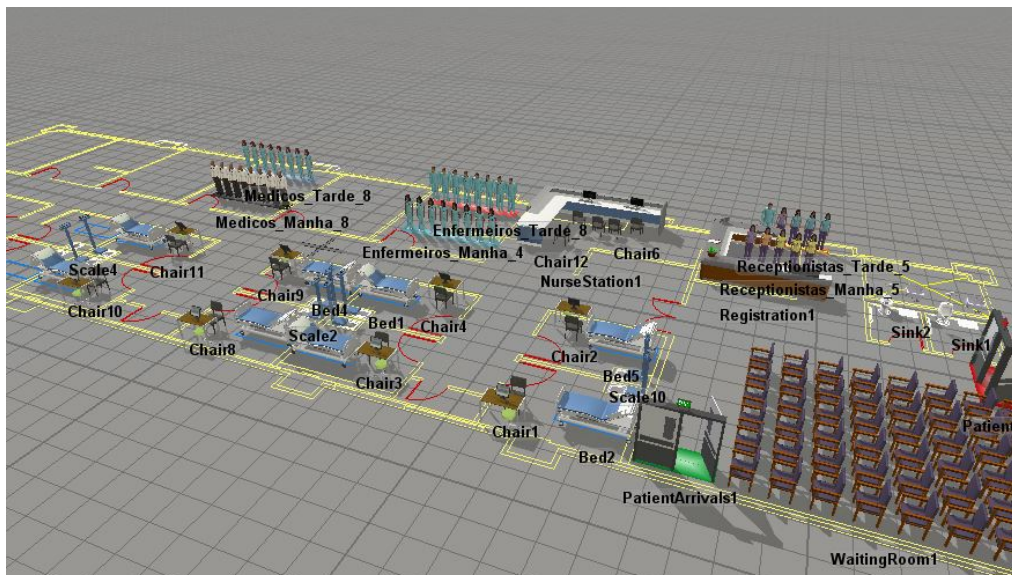 Medicos_Tarde_8
Medicos_Manha_8
Enfermeiros_Tarde_8
Enfermeiros_Manha_4
Chair6
Chair12
NurseStation1
Receptionistas_Tarde_5
Receptionistas_Manha_5
Registration1
Scale4
Chair11
Chair10
Chair9
Bed4
Bed1
Chair4
Sink2
Sink1
Scale2
Chair8
Chair3
Chair2
Bed5
Scale10
Patient
Chair1
Bed2
PatientArrivals1
WaitingRoom1